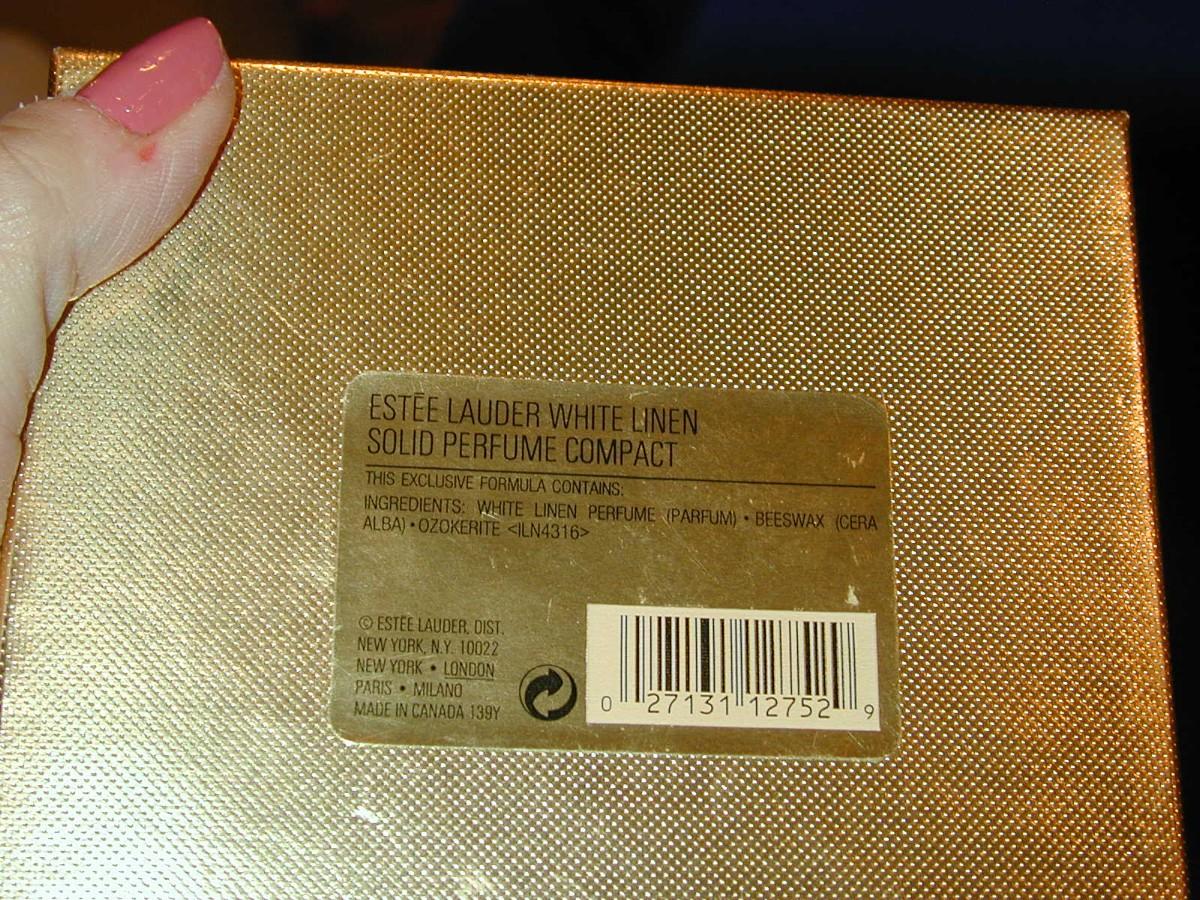 ESTĒE LAUDER WHITE LINEN
SOLID PERFUME COMPACT
THIS EXCLUSIVE FORMULA CONTAINS:
INGREDIENTS: WHITE LINEN PERFUME (PARFUM) • BEESWAX (CERA
ALBA) • OZOKERITE <ILN4316>
© ESTĒE LAUDER, DIST.
NEW YORK, N.Y. 10022
NEW YORK • LONDON
PARIS • MILANO
MADE IN CANADA 139Y
0 27131 12752 9